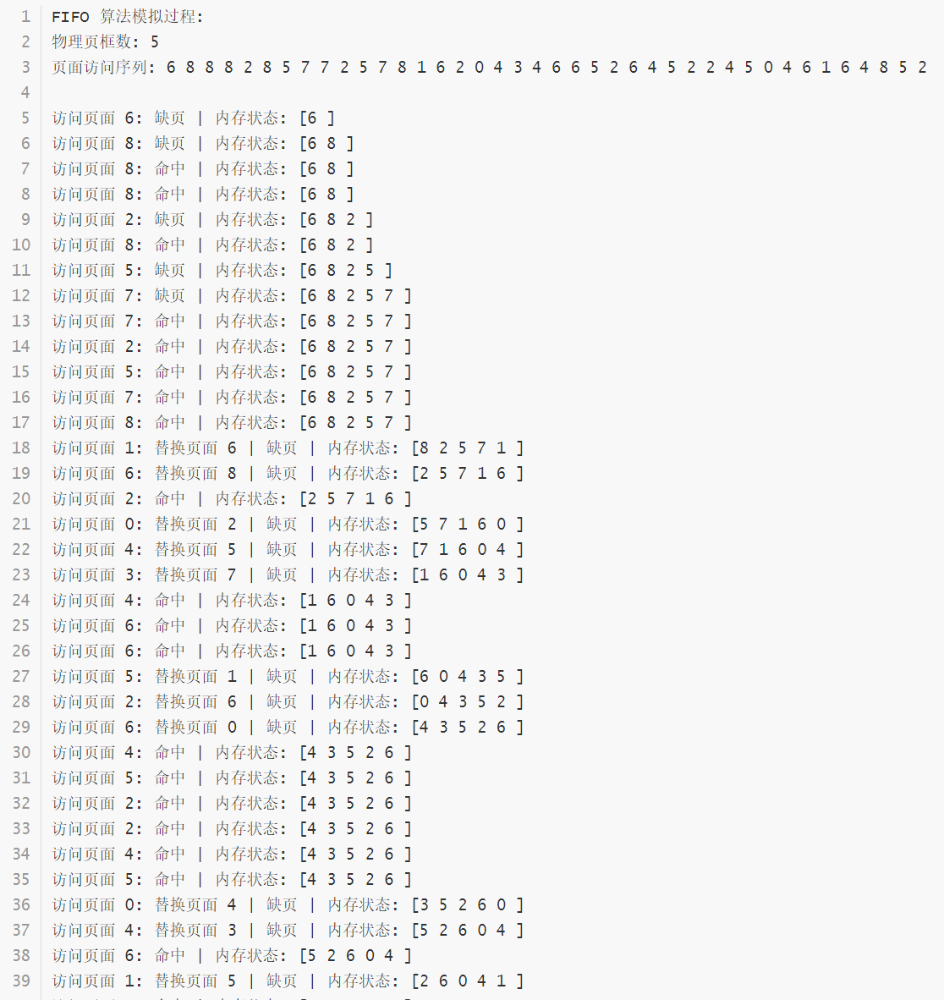 1 FIFO 算法模拟过程:
2 物理页框数: 5
3 页面访问序列: 6 8 8 8 2 8 5 7 7 2 5 7 8 1 6 2 0 4 3 4 6 6 5 2 6 4 5 2 2 4 5 0 4 6 1 6 4 8 5 2
4
5 访问页面 6: 缺页 | 内存状态: [6 ]
6 访问页面 8: 缺页 | 内存状态: [6 8 ]
7 访问页面 8: 命中 | 内存状态: [6 8 ]
8 访问页面 8: 命中 | 内存状态: [6 8 ]
9 访问页面 2: 缺页 | 内存状态: [6 8 2 ]
10 访问页面 8: 命中 | 内存状态: [6 8 2 ]
11 访问页面 5: 缺页 | 内存状态: [6 8 2 5 ]
12 访问页面 7: 缺页 | 内存状态: [6 8 2 5 7 ]
13 访问页面 7: 命中 | 内存状态: [6 8 2 5 7 ]
14 访问页面 2: 命中 | 内存状态: [6 8 2 5 7 ]
15 访问页面 5: 命中 | 内存状态: [6 8 2 5 7 ]
16 访问页面 7: 命中 | 内存状态: [6 8 2 5 7 ]
17 访问页面 8: 命中 | 内存状态: [6 8 2 5 7 ]
18 访问页面 1: 替换页面 6 | 缺页 | 内存状态: [8 2 5 7 1 ]
19 访问页面 6: 替换页面 8 | 缺页 | 内存状态: [2 5 7 1 6 ]
20 访问页面 2: 命中 | 内存状态: [2 5 7 1 6 ]
21 访问页面 0: 替换页面 2 | 缺页 | 内存状态: [5 7 1 6 0 ]
22 访问页面 4: 替换页面 5 | 缺页 | 内存状态: [7 1 6 0 4 ]
23 访问页面 3: 替换页面 7 | 缺页 | 内存状态: [1 6 0 4 3 ]
24 访问页面 4: 命中 | 内存状态: [1 6 0 4 3 ]
25 访问页面 6: 命中 | 内存状态: [1 6 0 4 3 ]
26 访问页面 6: 命中 | 内存状态: [1 6 0 4 3 ]
27 访问页面 5: 替换页面 1 | 缺页 | 内存状态: [6 0 4 3 5 ]
28 访问页面 2: 替换页面 6 | 缺页 | 内存状态: [0 4 3 5 2 ]
29 访问页面 6: 替换页面 0 | 缺页 | 内存状态: [4 3 5 2 6 ]
30 访问页面 4: 命中 | 内存状态: [4 3 5 2 6 ]
31 访问页面 5: 命中 | 内存状态: [4 3 5 2 6 ]
32 访问页面 2: 命中 | 内存状态: [4 3 5 2 6 ]
33 访问页面 2: 命中 | 内存状态: [4 3 5 2 6 ]
34 访问页面 4: 命中 | 内存状态: [4 3 5 2 6 ]
35 访问页面 5: 命中 | 内存状态: [4 3 5 2 6 ]
36 访问页面 0: 替换页面 4 | 缺页 | 内存状态: [3 5 2 6 0 ]
37 访问页面 4: 替换页面 3 | 缺页 | 内存状态: [5 2 6 0 4 ]
38 访问页面 6: 命中 | 内存状态: [5 2 6 0 4 ]
39 访问页面 1: 替换页面 5 | 缺页 | 内存状态: [2 6 0 4 1 ]